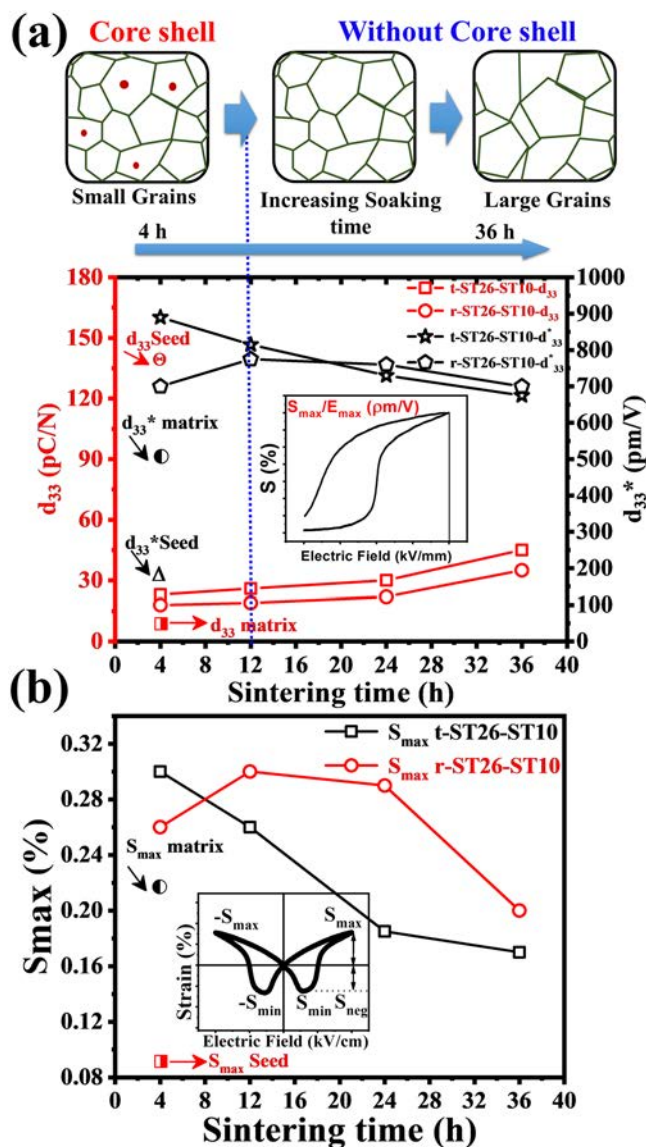 (a)
Core shell
Without Core shell
Small Grains
Increasing Soaking
time
Large Grains
4 h
36 h
180
150
120
90
60
30
0
d33 (pC/N)
1000
900
800
700
600
500
400
300
200
100
0
d33* (pm/V)
t-ST26-ST10-d33
r-ST26-ST10-d33
t-ST26-ST10-d*33
r-ST26-ST10-d*33
d33Seed
d33* matrix
d33*Seed
d33 matrix
Smax/Emax (ρm/V)
S (%)
Electric Field (kV/mm)
0 4 8 12 16 20 24 28 32 36 40
Sintering time (h)
(b)
0.32
0.28
0.24
0.20
0.16
0.12
0.08
Smax (%)
Smax t-ST26-ST10
Smax r-ST26-ST10
Smax matrix
Smax Seed
-Smax
Smax
-Smin
Smin
Sneg
Strain (%)
Electric Field (kV/cm)
0 4 8 12 16 20 24 28 32 36 40
Sintering time (h)